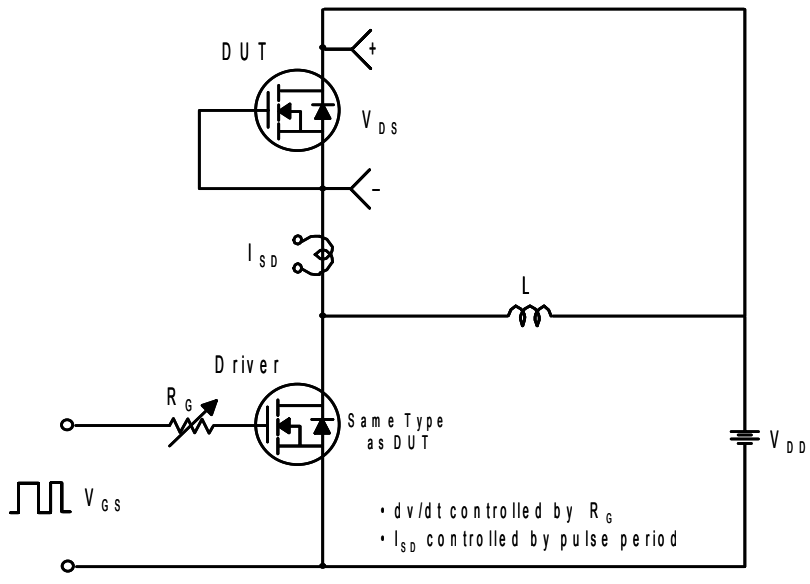 DUT
+
V DS
−
I SD
L
Driver
R G
Same Type
as DUT
V DD
V GS
• dv/dt controlled by R G
• I SD controlled by pulse period